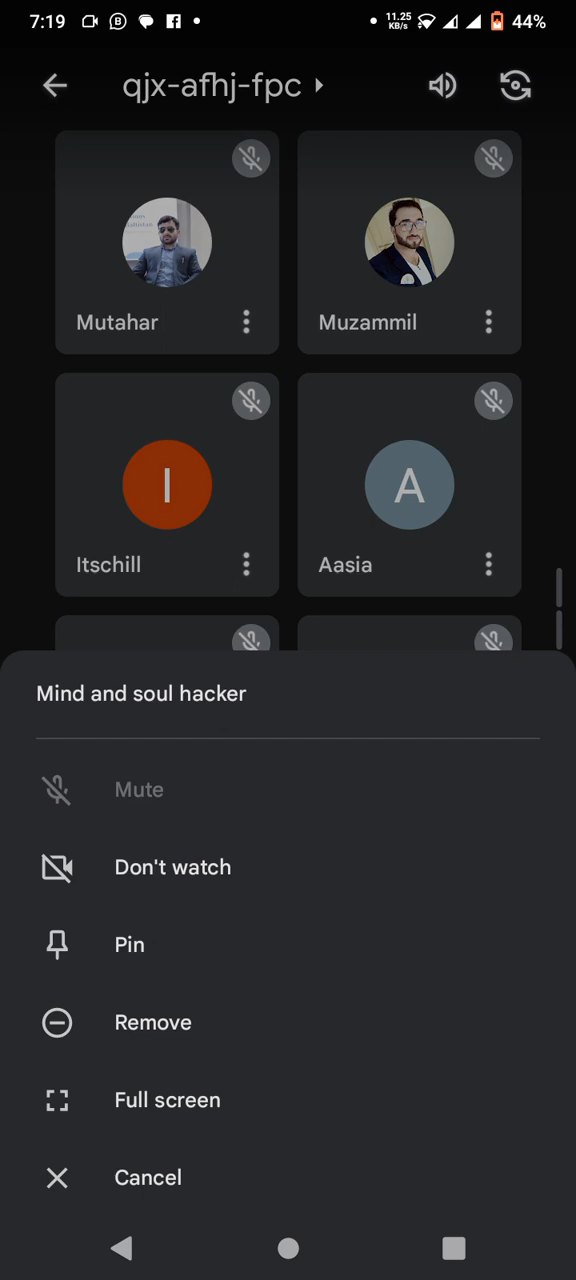 7:19 11.25 KB/s 44%
qjx-afhj-fpc
Mutahar Muzammil
I A
Itschill Aasia
Mind and soul hacker
Mute
Don't watch
Pin
Remove
Full screen
Cancel